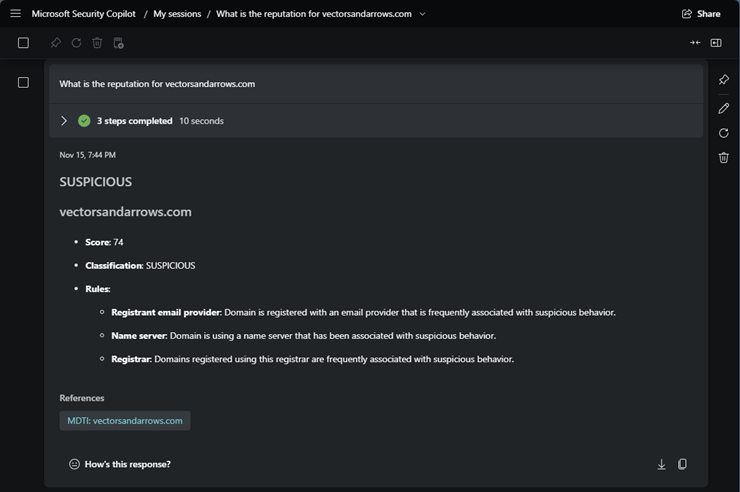 Microsoft Security Copilot / My sessions / What is the reputation for vectorsandarrows.com
Share
What is the reputation for vectorsandarrows.com
3 steps completed 10 seconds
Nov 15, 7:44 PM
SUSPICIOUS
vectorsandarrows.com
• Score: 74
• Classification: SUSPICIOUS
• Rules:
○ Registrant email provider: Domain is registered with an email provider that is frequently associated with suspicious behavior.
○ Name server: Domain is using a name server that has been associated with suspicious behavior.
○ Registrar: Domains registered using this registrar are frequently associated with suspicious behavior.
References
MDTI: vectorsandarrows.com
How's this response?